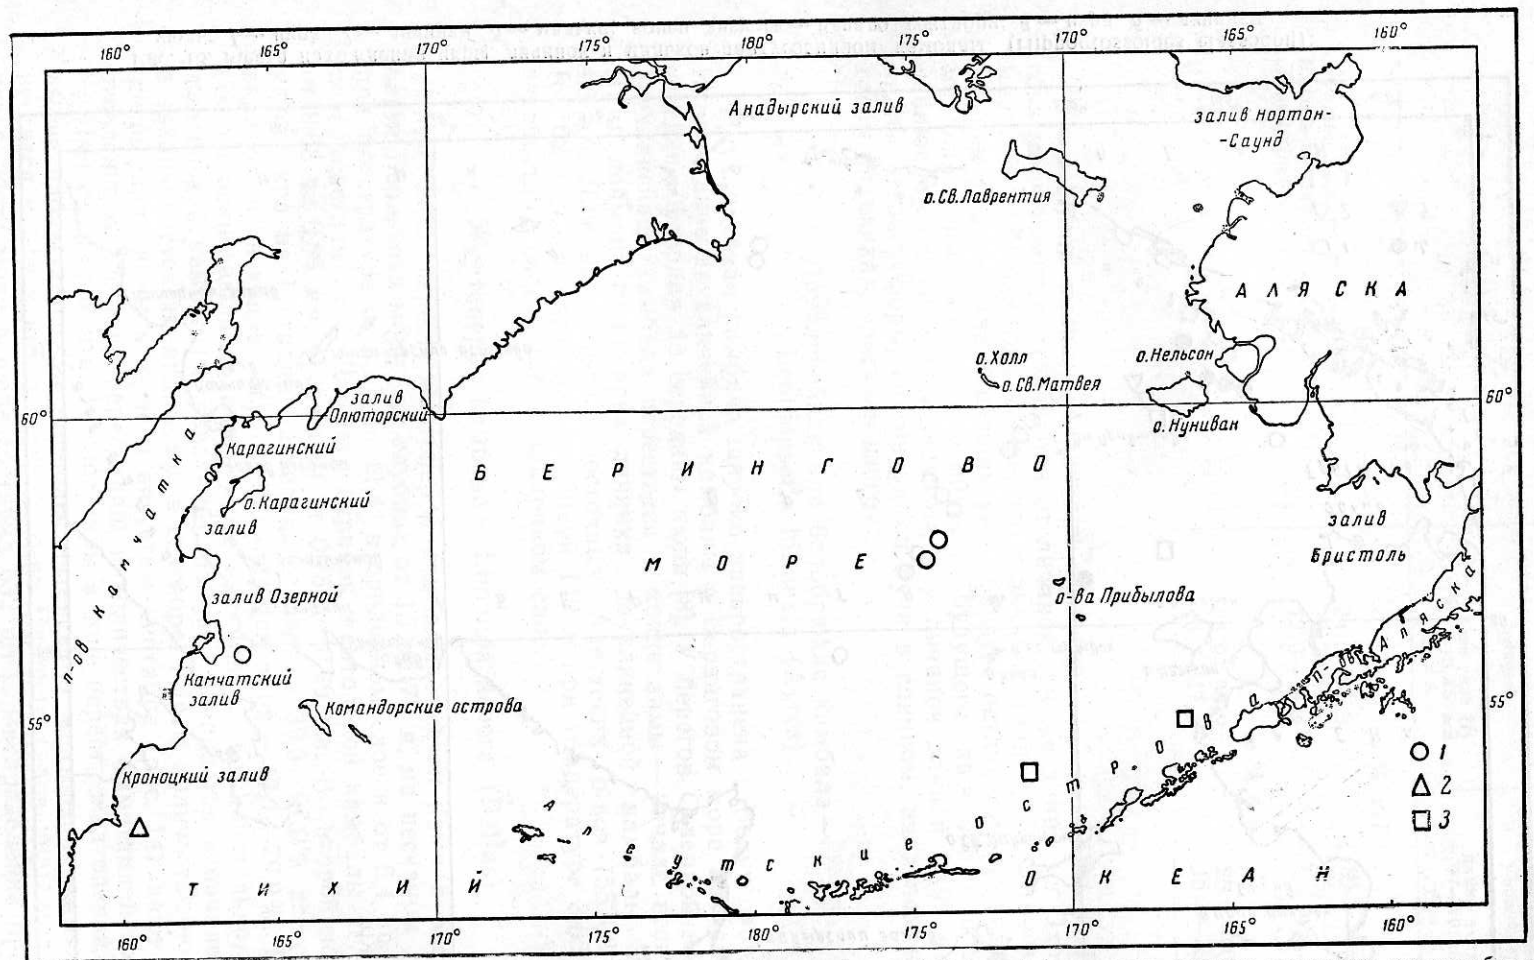 160° 165° 170° 175° 180° 175° 170° 165° 160°
Анадырский залив
залив Нортон-
-Саунд
о.Св.Лаврентия
АЛЯСКА
о.Холл
о.Св.Матвея
о.Нельсон
о.Нуниван
60°
60°
залив
Олюторский
Карагинский
о.Карагинский
залив
п-ов Камчатка
БЕРИНГОВО
МОРЕ
залив
Бристоль
залив Озерной
о-ва Прибылова
п-ов Аляска
Камчатский
залив
Командорские острова
55°
55°
Кроноцкий залив
Алеутские острова
1
2
3
ТИХИЙ ОКЕАН
160° 165° 170° 175° 180° 175° 170° 165° 160°